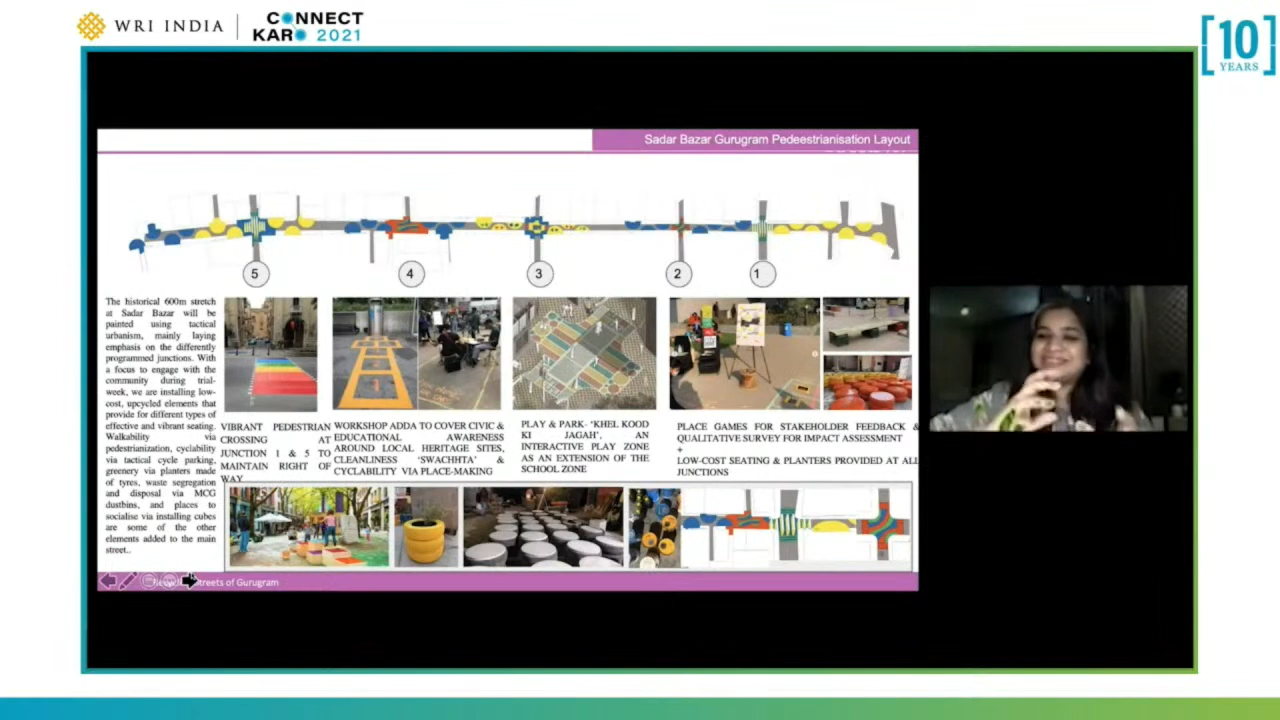 WRI INDIA
CONNECT
KARO 2021
10
YEARS
Sadar Bazar Gurugram Pedeestrianisation Layout
5
4
3
2
1
The historical 600m stretch
at Sadar Bazar will be
painted using tactical
urbanism, mainly laying
emphasis on the differently
programmed junctions. With
a focus to engage with the
community during trial-
week, we are installing low-
cost, upcycled elements that
provide for different types of
effective and vibrant seating.
Walkability via
pedestrianization, cyclability
via tactical cycle parking,
greenery via planters made
of tyres, waste segregation
and disposal via MCG
dustbins, and places to
socialise via installing cubes
are some of the other
elements added to the main
street..
VIBRANT PEDESTRIAN
CROSSING AT
JUNCTION 1 & 5 TO
MAINTAIN RIGHT OF
WAY
WORKSHOP ADDA TO COVER CIVIC &
EDUCATIONAL AWARENESS
AROUND LOCAL HERITAGE SITES,
CLEANLINESS 'SWACHHTA' &
CYCLABILITY VIA PLACE-MAKING
PLAY & PARK- 'KHEL KOOD
KI JAGAH', AN
INTERACTIVE PLAY ZONE
AS AN EXTENSION OF THE
SCHOOL ZONE
PLACE GAMES FOR STAKEHOLDER FEEDBACK &
QUALITATIVE SURVEY FOR IMPACT ASSESSMENT
+
LOW-COST SEATING & PLANTERS PROVIDED AT ALL
JUNCTIONS
Streets of Gurugram